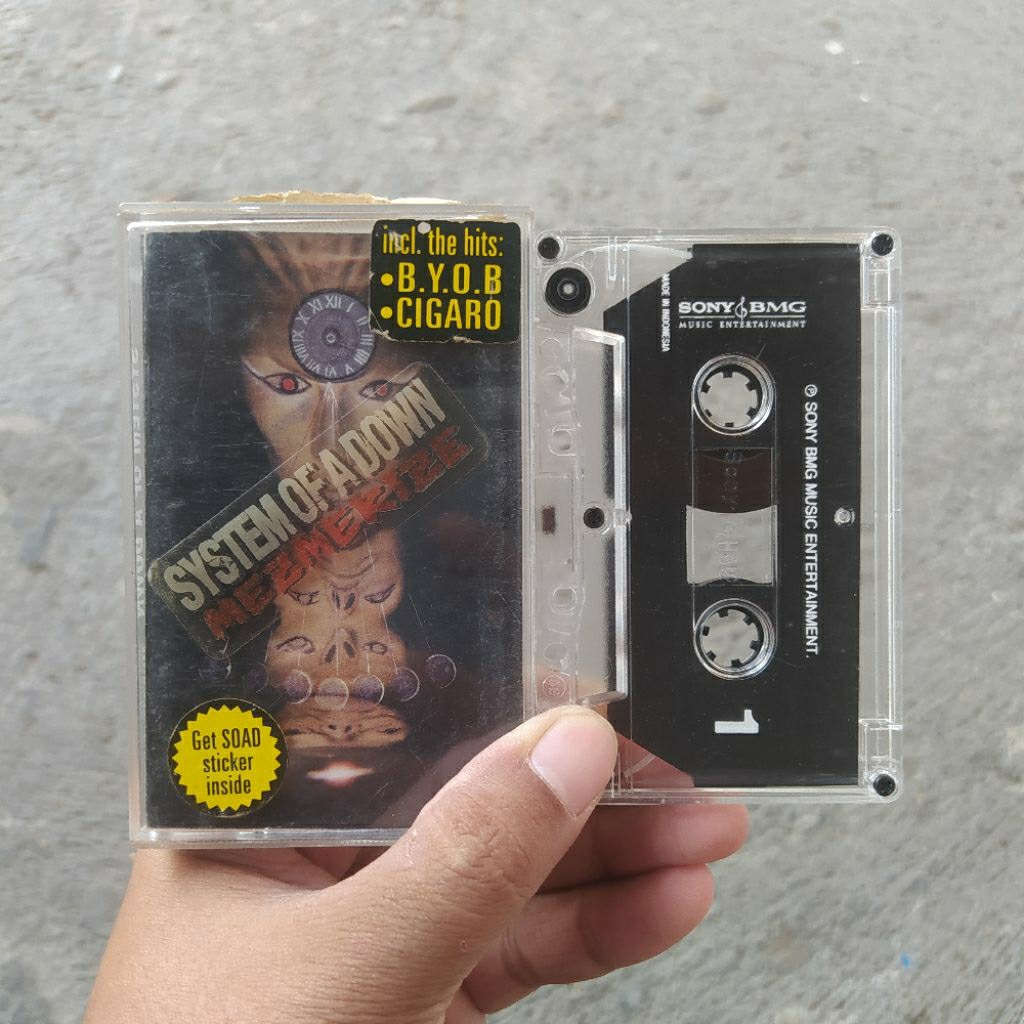 incl. the hits:
• B.Y.O.B
• CIGARO
XII
SYSTEM OF A DOWN
MEZMERIZE
Get SOAD
sticker
inside
MADE IN INDONESIA
SONY BMG
MUSIC ENTERTAINMENT
℗ SONY BMG MUSIC ENTERTAINMENT.
1